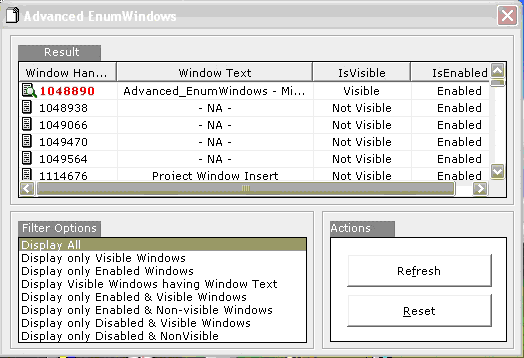 Advanced EnumWindows
Result
Window Han... Window Text IsVisible IsEnabled
1048890 Advanced_EnumWindows - Mi... Visible Enabled
1048938 - NA - Not Visible Enabled
1049066 - NA - Not Visible Enabled
1049470 - NA - Not Visible Enabled
1049564 - NA - Not Visible Enabled
1114676 Project Window Insert Not Visible Enabled
Filter Options
Display All
Display only Visible Windows
Display only Enabled Windows
Display Visible Windows having Window Text
Display only Enabled & Visible Windows
Display only Enabled & Non-visible Windows
Display only Disabled & Visible Windows
Display only Disabled & NonVisible
Actions
Refresh
Reset